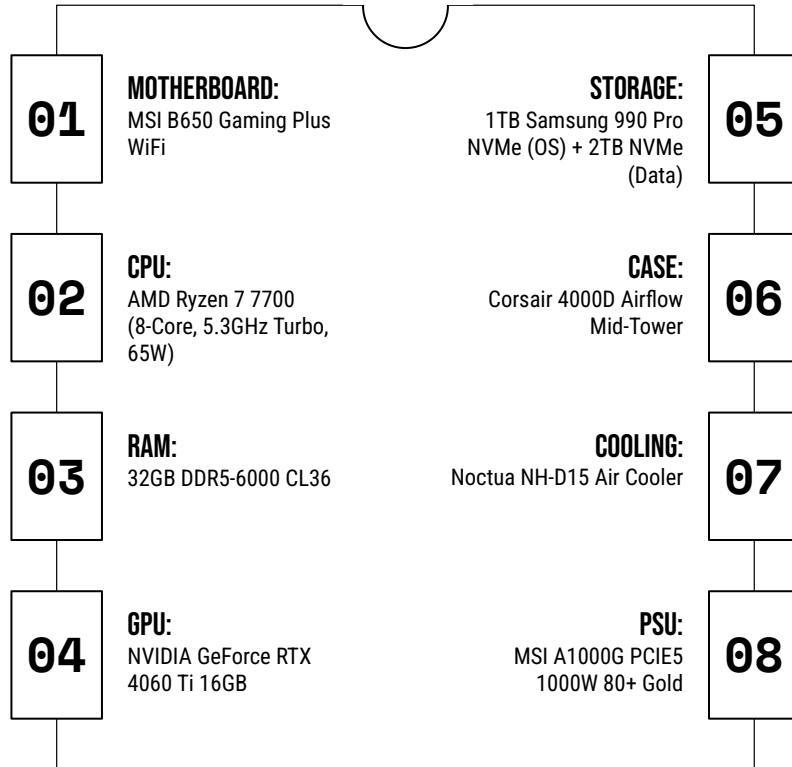 01
MOTHERBOARD:
MSI B650 Gaming Plus
WiFi
02
CPU:
AMD Ryzen 7 7700
(8-Core, 5.3GHz Turbo,
65W)
03
RAM:
32GB DDR5-6000 CL36
04
GPU:
NVIDIA GeForce RTX
4060 Ti 16GB
05
STORAGE:
1TB Samsung 990 Pro
NVMe (OS) + 2TB NVMe
(Data)
06
CASE:
Corsair 4000D Airflow
Mid-Tower
07
COOLING:
Noctua NH-D15 Air Cooler
08
PSU:
MSI A1000G PCIE5
1000W 80+ Gold